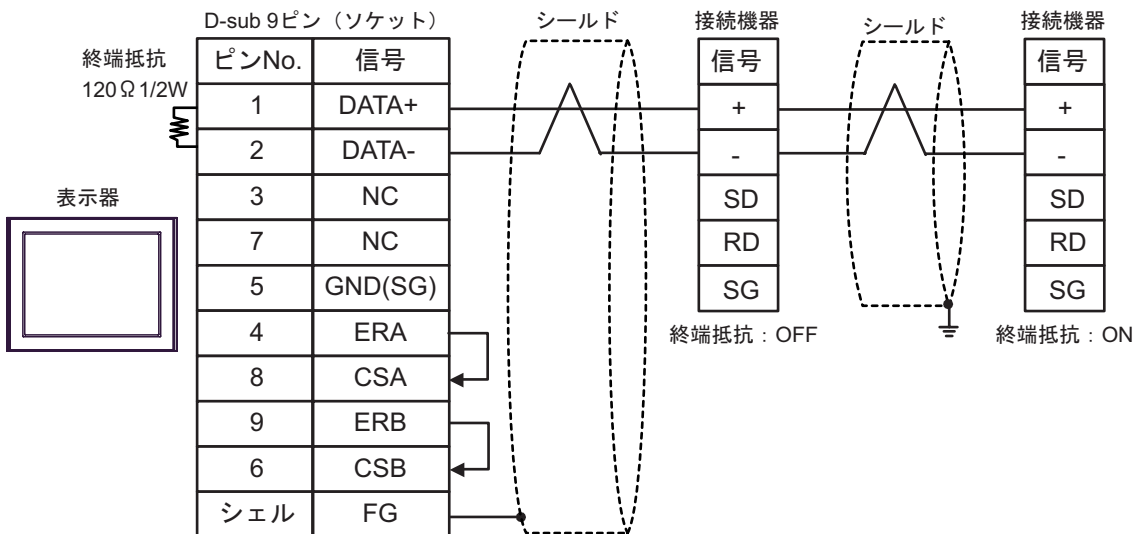 D-sub 9ピン（ソケット）
シールド
接続機器
シールド
接続機器
終端抵抗
120Ω1/2W
ピンNo. 信号
1 DATA+
2 DATA-
3 NC
7 NC
5 GND(SG)
4 ERA
8 CSA
9 ERB
6 CSB
シェル FG
表示器
信号
+
-
SD
RD
SG
終端抵抗：OFF
信号
+
-
SD
RD
SG
終端抵抗：ON